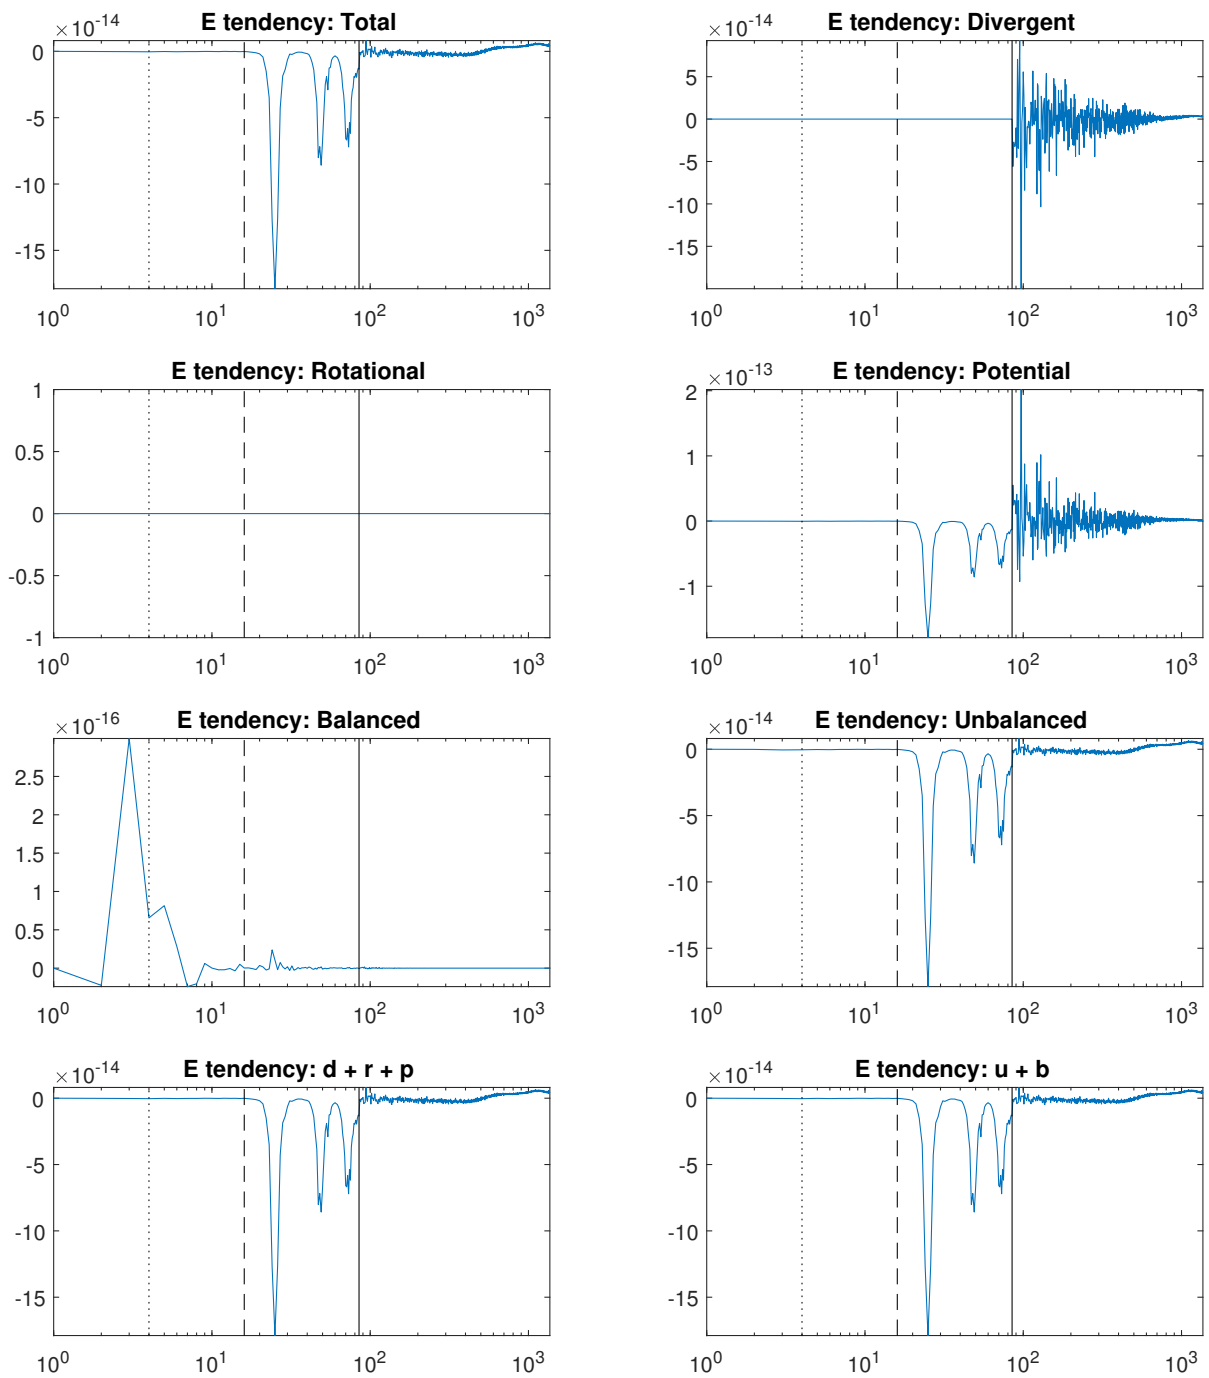 E tendency: Total
×10^-14
0
-5
-10
-15
10^0 10^1 10^2 10^3
E tendency: Divergent
×10^-14
5
0
-5
-10
-15
10^0 10^1 10^2 10^3
E tendency: Rotational
1
0.5
0
-0.5
-1
10^0 10^1 10^2 10^3
E tendency: Potential
×10^-13
2
1
0
-1
10^0 10^1 10^2 10^3
E tendency: Balanced
×10^-16
2.5
2
1.5
1
0.5
0
10^0 10^1 10^2 10^3
E tendency: Unbalanced
×10^-14
0
-5
-10
-15
10^0 10^1 10^2 10^3
E tendency: d + r + p
×10^-14
0
-5
-10
-15
10^0 10^1 10^2 10^3
E tendency: u + b
×10^-14
0
-5
-10
-15
10^0 10^1 10^2 10^3